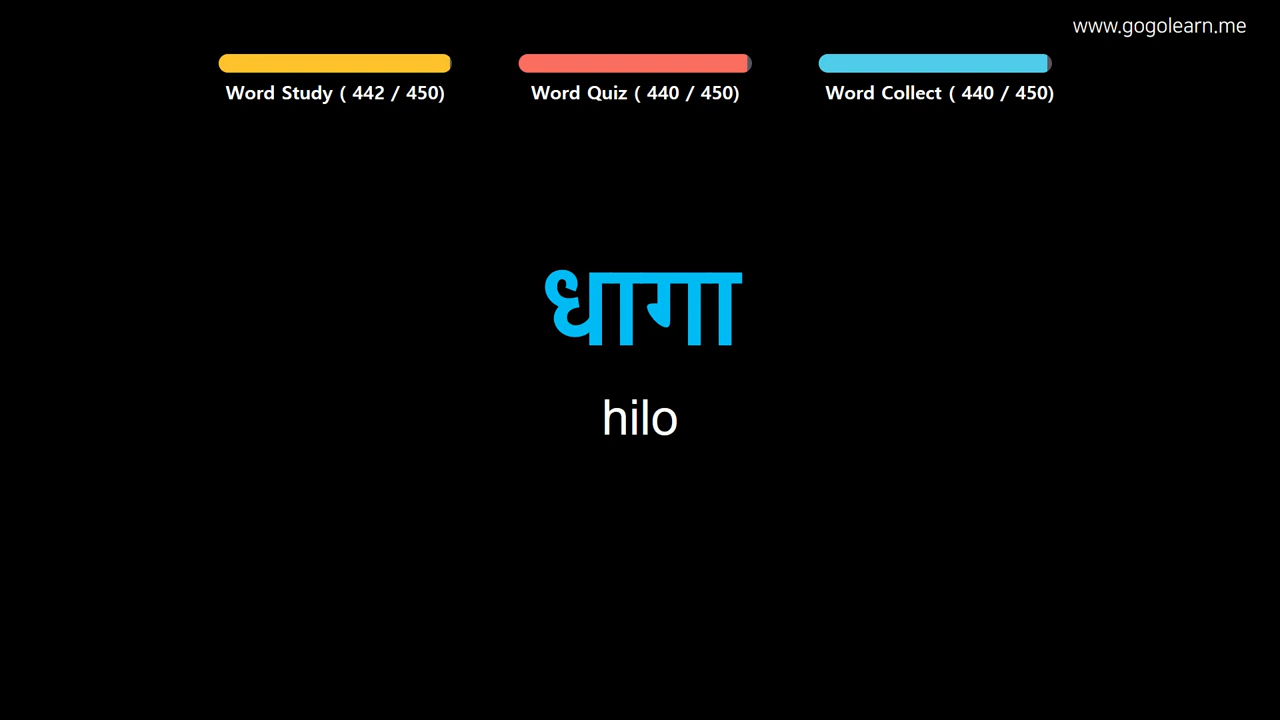 www.gogolearn.me
Word Study ( 442 / 450)
Word Quiz ( 440 / 450)
Word Collect ( 440 / 450)
धागा
hilo